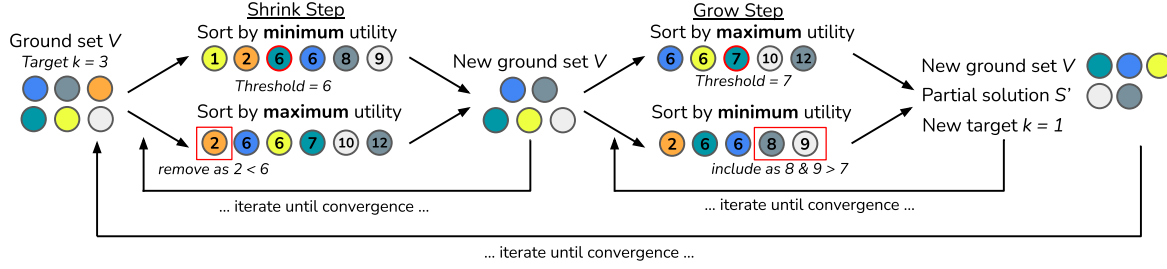 Shrink Step
Sort by minimum utility
1 2 6 6 8 9
Threshold = 6
Sort by maximum utility
2 6 6 7 10 12
remove as 2 < 6
Ground set V
Target k = 3
New ground set V
Grow Step
Sort by maximum utility
6 6 7 10 12
Threshold = 7
Sort by minimum utility
2 6 6 8 9
include as 8 & 9 > 7
New ground set V
Partial solution S’
New target k = 1
... iterate until convergence ...
... iterate until convergence ...
... iterate until convergence ...